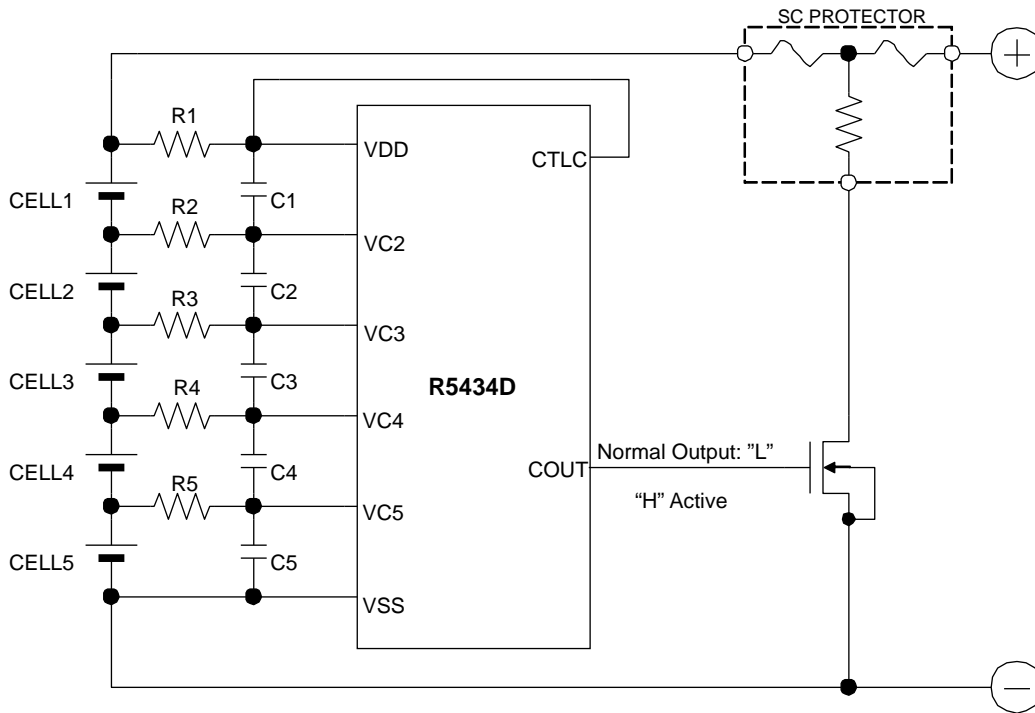 SC PROTECTOR
+
R1
VDD
CTLC
CELL1
C1
R2
VC2
CELL2
C2
R3
VC3
CELL3
C3
R4
R5434D
VC4
Normal Output: ”L”
CELL4
C4
COUT
R5
“H” Active
VC5
CELL5
C5
VSS
−